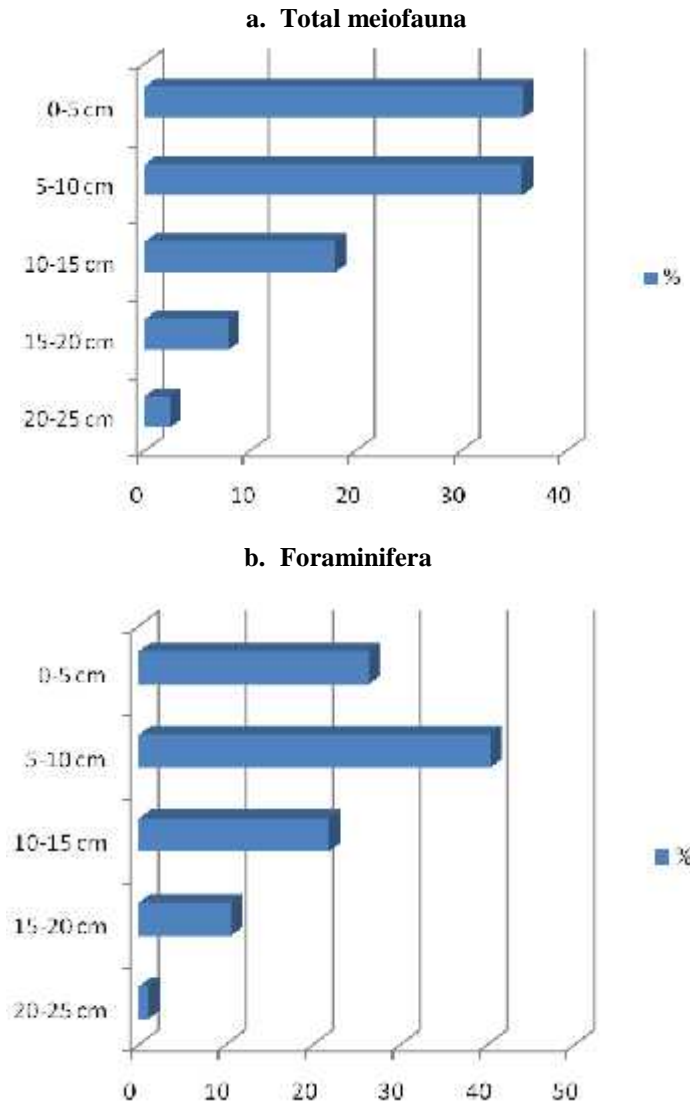 a. Total meiofauna
0-5 cm
5-10 cm
10-15 cm
15-20 cm
20-25 cm
%
0 10 20 30 40
b. Foraminifera
0-5 cm
5-10 cm
10-15 cm
15-20 cm
20-25 cm
%
0 10 20 30 40 50